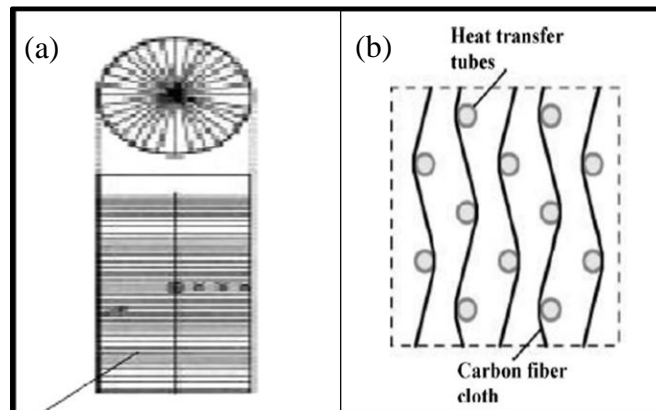 (a)
(b)
Heat transfer
tubes
Carbon fiber
cloth